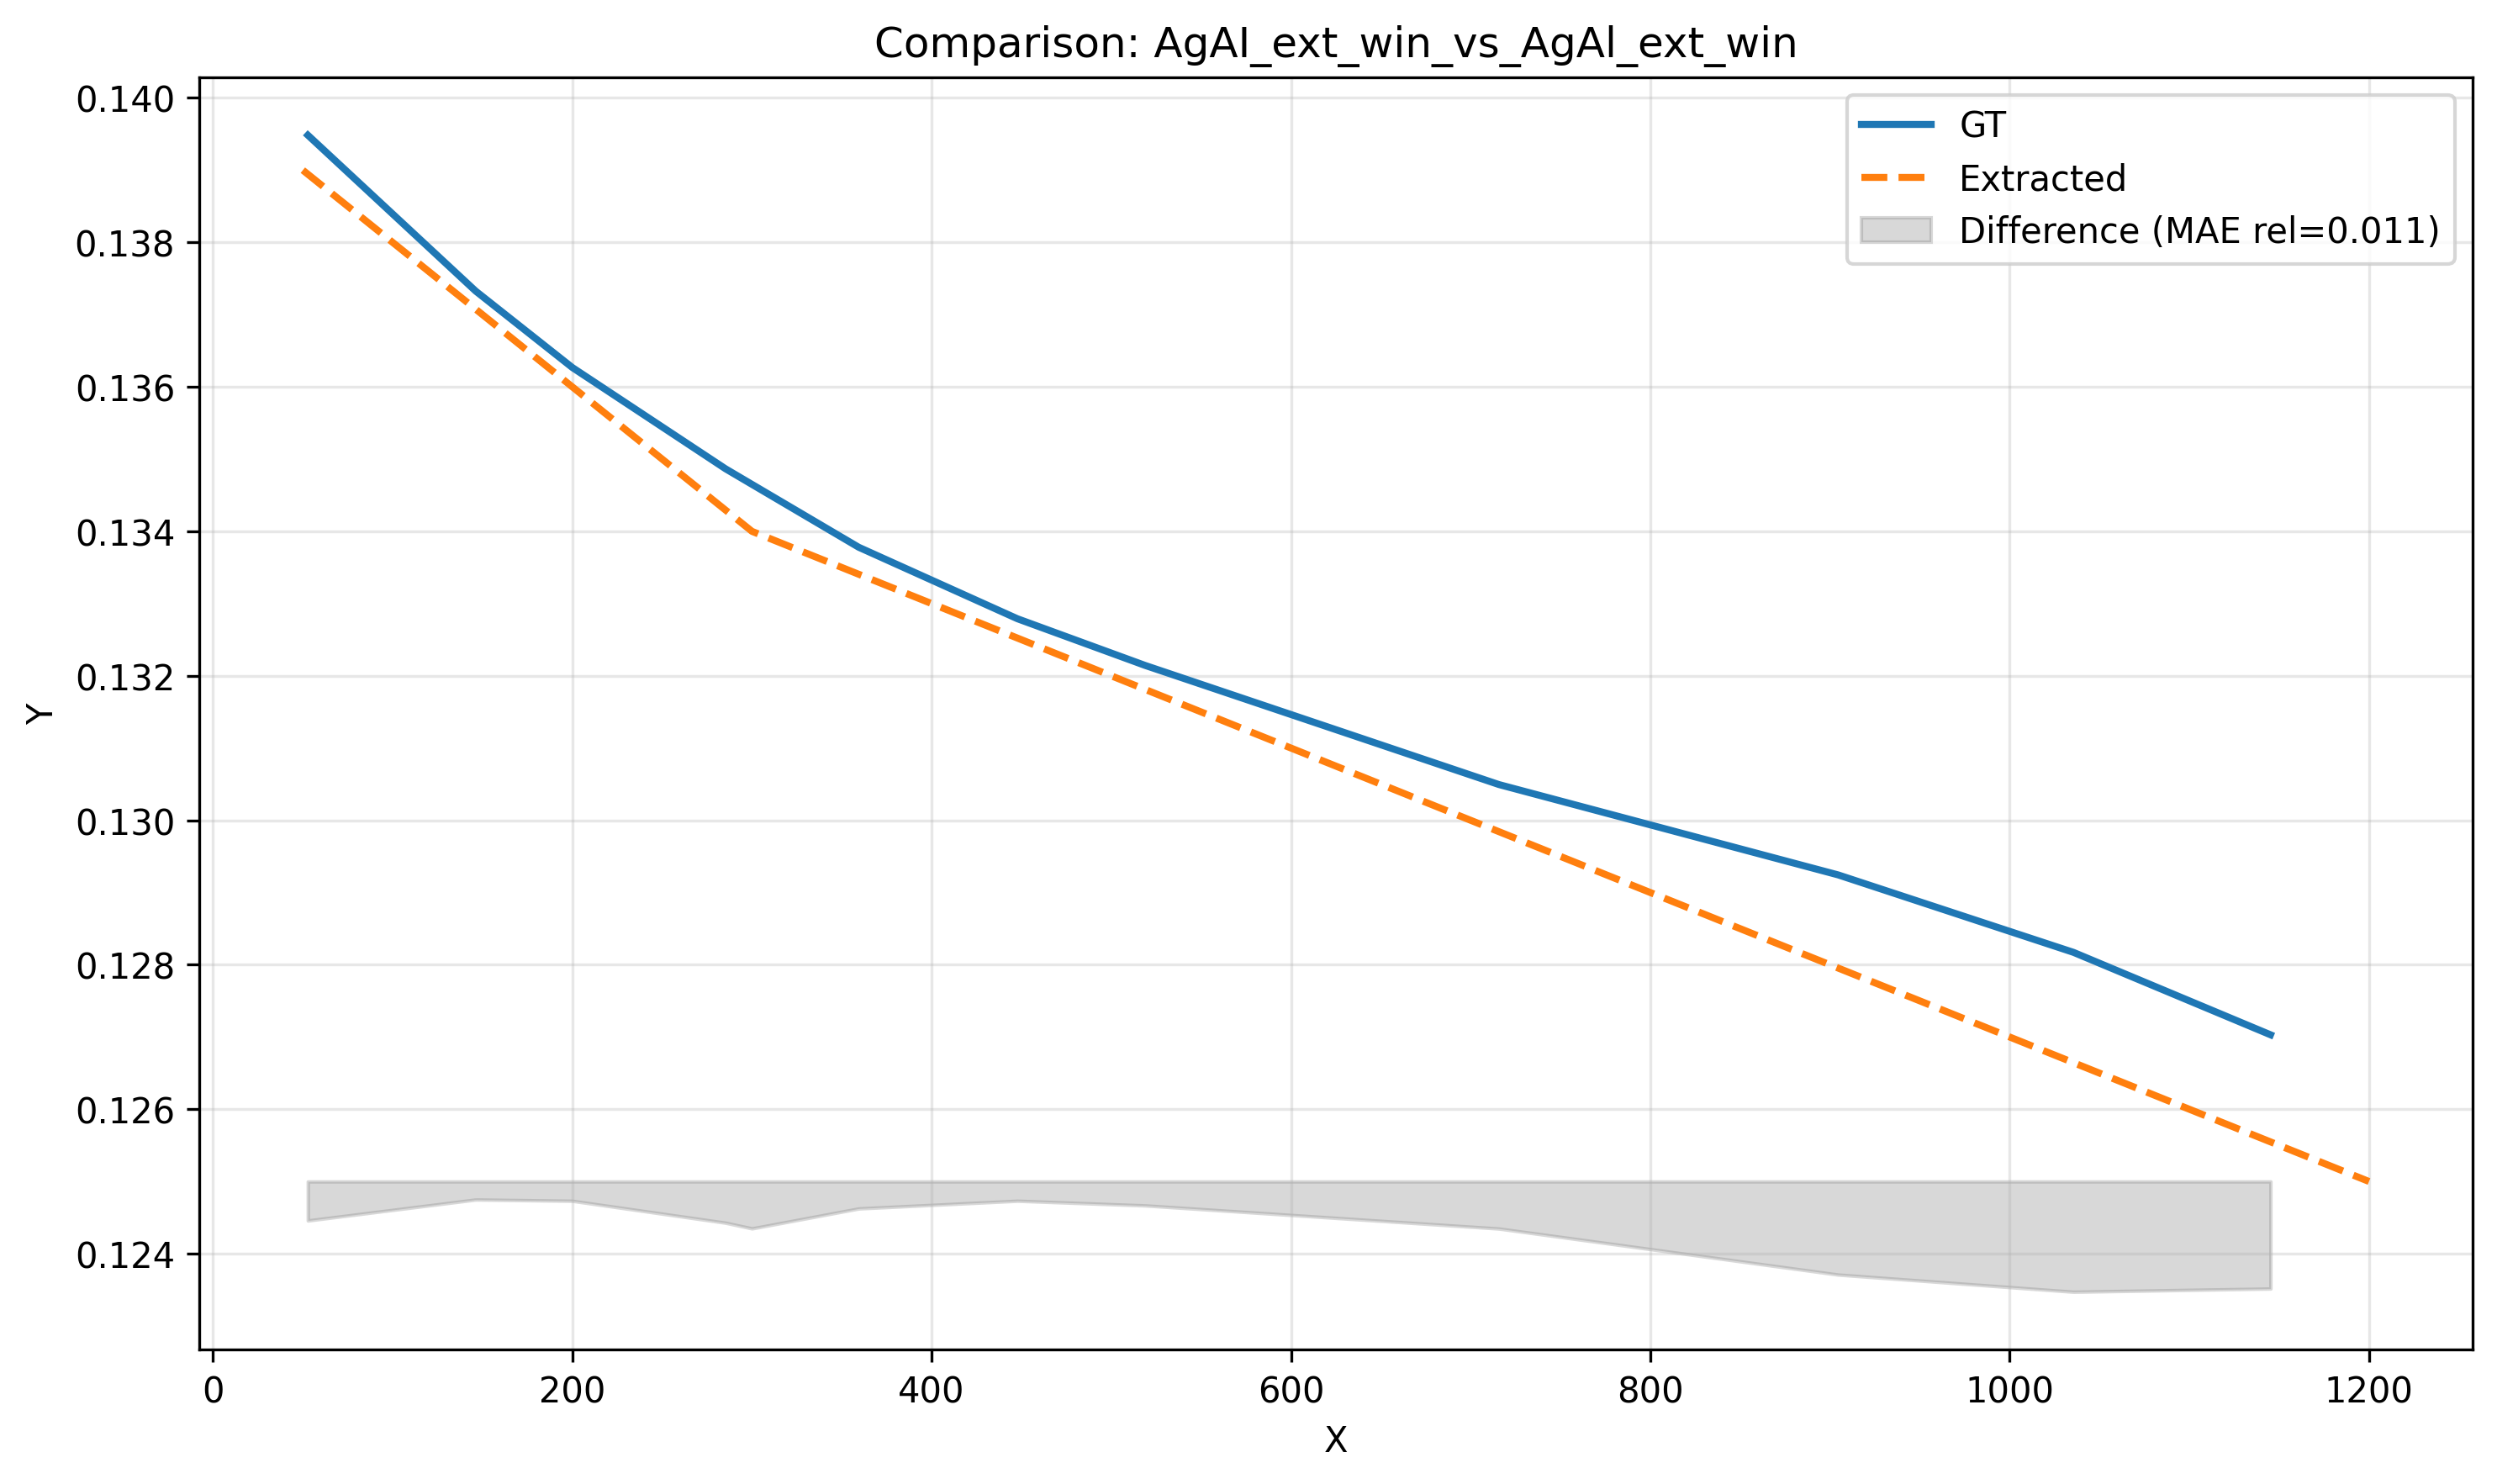 Comparison: AgAl_ext_win_vs_AgAl_ext_win
0.140
0.138
0.136
0.134
0.132
0.130
0.128
0.126
0.124
Y
GT
Extracted
Difference (MAE rel=0.011)
0 200 400 600 800 1000 1200
X